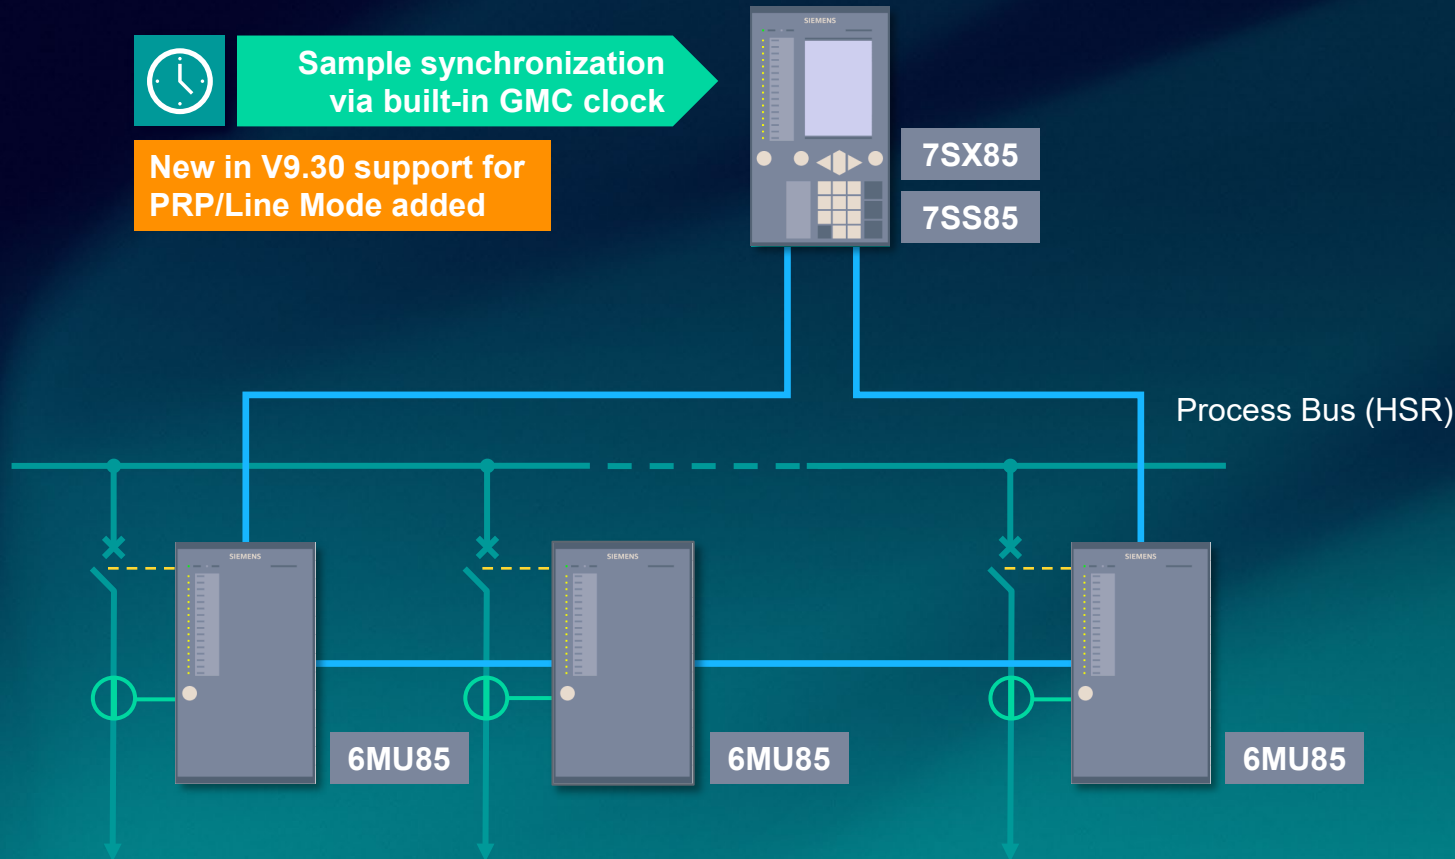 SIEMENS
Sample synchronization
via built-in GMC clock
New in V9.30 support for
PRP/Line Mode added
7SX85
7SS85
Process Bus (HSR)
SIEMENS
SIEMENS
SIEMENS
6MU85
6MU85
6MU85